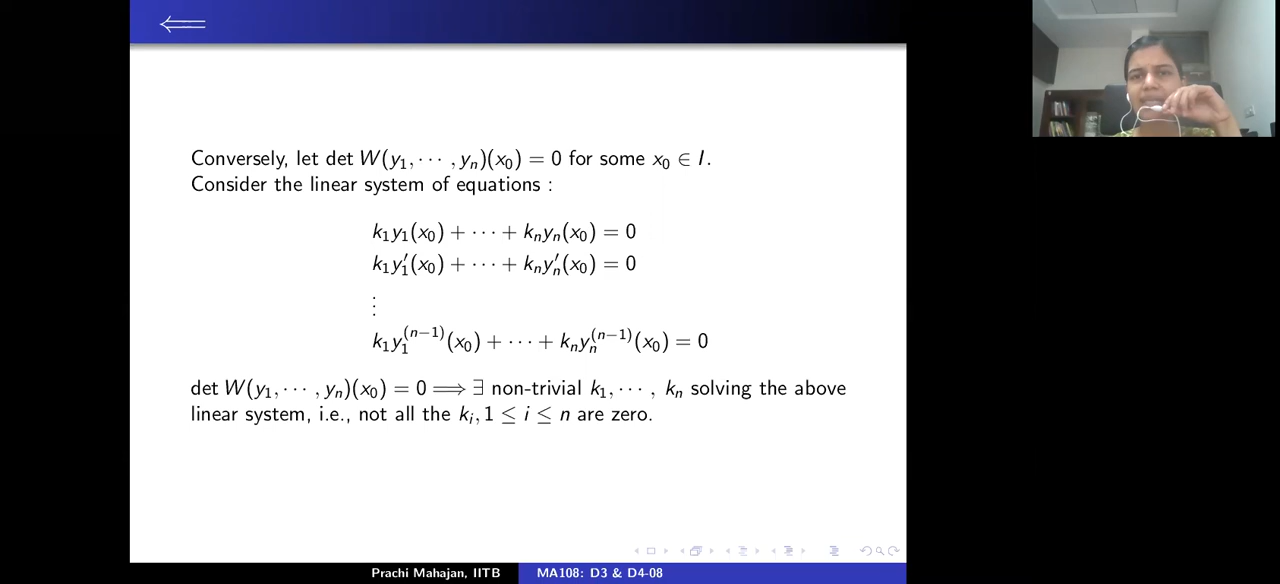 ⟸
Conversely, let det W(y₁, ⋯ , yₙ)(x₀) = 0 for some x₀ ∈ I.
Consider the linear system of equations :
k₁y₁(x₀) + ⋯ + kₙyₙ(x₀) = 0
k₁y₁′(x₀) + ⋯ + kₙyₙ′(x₀) = 0
⋮
k₁y₁⁽ⁿ⁻¹⁾(x₀) + ⋯ + kₙyₙ⁽ⁿ⁻¹⁾(x₀) = 0
det W(y₁, ⋯ , yₙ)(x₀) = 0 ⟹ ∃ non-trivial k₁, ⋯ , kₙ solving the above
linear system, i.e., not all the kᵢ, 1 ≤ i ≤ n are zero.
Prachi Mahajan, IITB MA108: D3 & D4-08